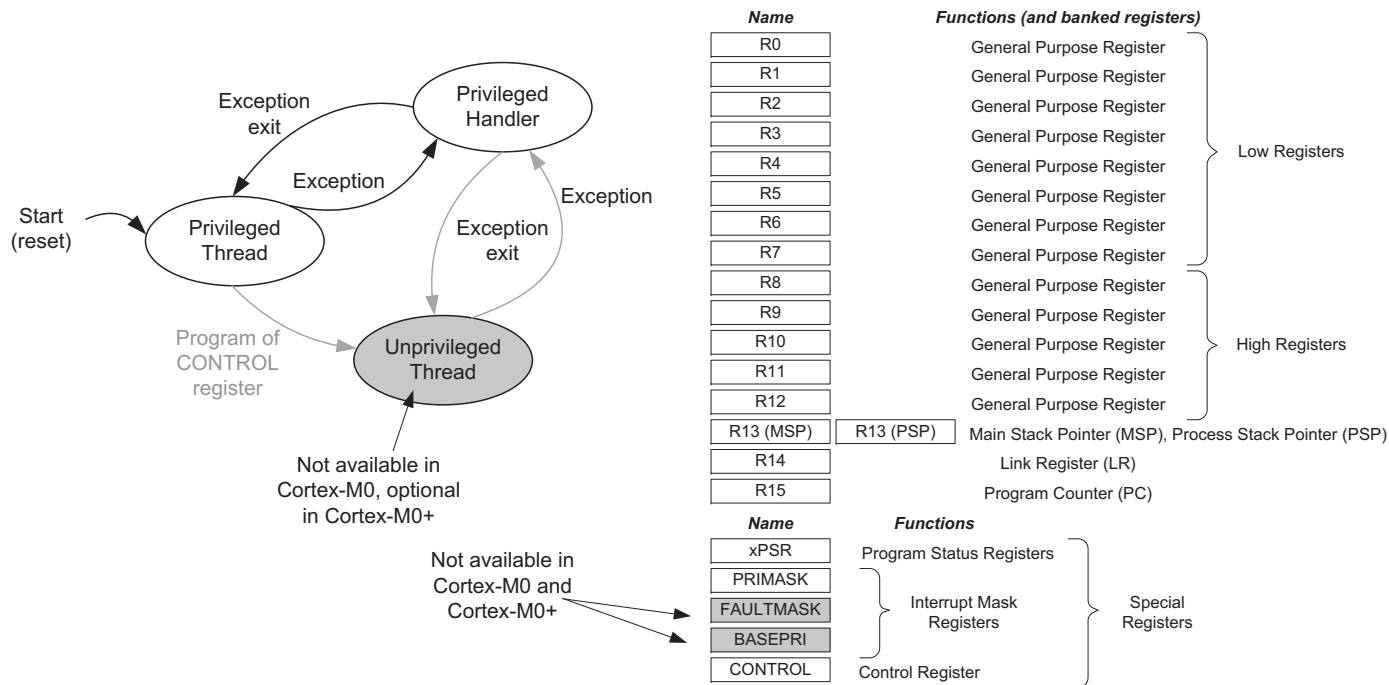 Privileged
Handler
Exception
exit
Exception
Exception
Start
(reset)
Privileged
Thread
Exception
exit
Program of
CONTROL
register
Unprivileged
Thread
Not available in
Cortex-M0, optional
in Cortex-M0+
Name Functions (and banked registers)
R0 General Purpose Register
R1 General Purpose Register
R2 General Purpose Register
R3 General Purpose Register
R4 General Purpose Register
R5 General Purpose Register
R6 General Purpose Register
R7 General Purpose Register
Low Registers
R8 General Purpose Register
R9 General Purpose Register
R10 General Purpose Register
R11 General Purpose Register
R12 General Purpose Register
High Registers
R13 (MSP) R13 (PSP) Main Stack Pointer (MSP), Process Stack Pointer (PSP)
R14 Link Register (LR)
R15 Program Counter (PC)
Name Functions
xPSR Program Status Registers
PRIMASK
FAULTMASK
BASEPRI
Interrupt Mask
Registers
CONTROL Control Register
Special
Registers
Not available in
Cortex-M0 and
Cortex-M0+